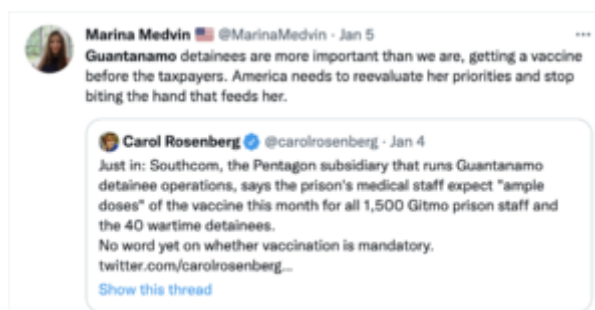 Marina Medvin 🇺🇸 @MarinaMedvin · Jan 5
Guantanamo detainees are more important than we are, getting a vaccine
before the taxpayers. America needs to reevaluate her priorities and stop
biting the hand that feeds her.
Carol Rosenberg @carolrosenberg · Jan 4
Just in: Southcom, the Pentagon subsidiary that runs Guantanamo
detainee operations, says the prison's medical staff expect "ample
doses" of the vaccine this month for all 1,500 Gitmo prison staff and
the 40 wartime detainees.
No word yet on whether vaccination is mandatory.
twitter.com/carolrosenberg...
Show this thread